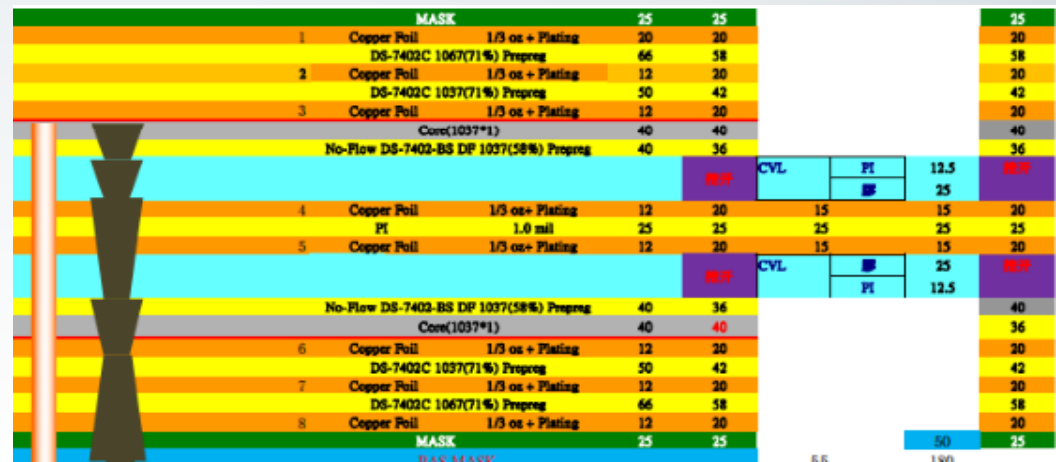 MASK 25 25 25
1 Copper Foil 1/3 oz + Plating 20 20 20
DS-7402C 1067(71%) Prepreg 66 58 58
2 Copper Foil 1/3 oz + Plating 12 20 20
DS-7402C 1037(71%) Prepreg 50 42 42
3 Copper Foil 1/3 oz + Plating 12 20 20
Core(1037*1) 40 40 40
No-Flow DS-7402-BS DF 1037(58%) Prepreg 40 36 36
CVL PI 12.5
25
4 Copper Foil 1/3 oz+ Plating 12 20 15 15 20
PI 1.0 mil 25 25 25 25 25
5 Copper Foil 1/3 oz+ Plating 12 20 15 15 20
CVL 25
PI 12.5
No-Flow DS-7402-BS DF 1037(58%) Prepreg 40 36 40
Core(1037*1) 40 40 36
6 Copper Foil 1/3 oz + Plating 12 20 20
DS-7402C 1037(71%) Prepreg 50 42 42
7 Copper Foil 1/3 oz + Plating 12 20 20
DS-7402C 1067(71%) Prepreg 66 58 58
8 Copper Foil 1/3 oz + Plating 12 20 20
MASK 25 25 50 25
55 180